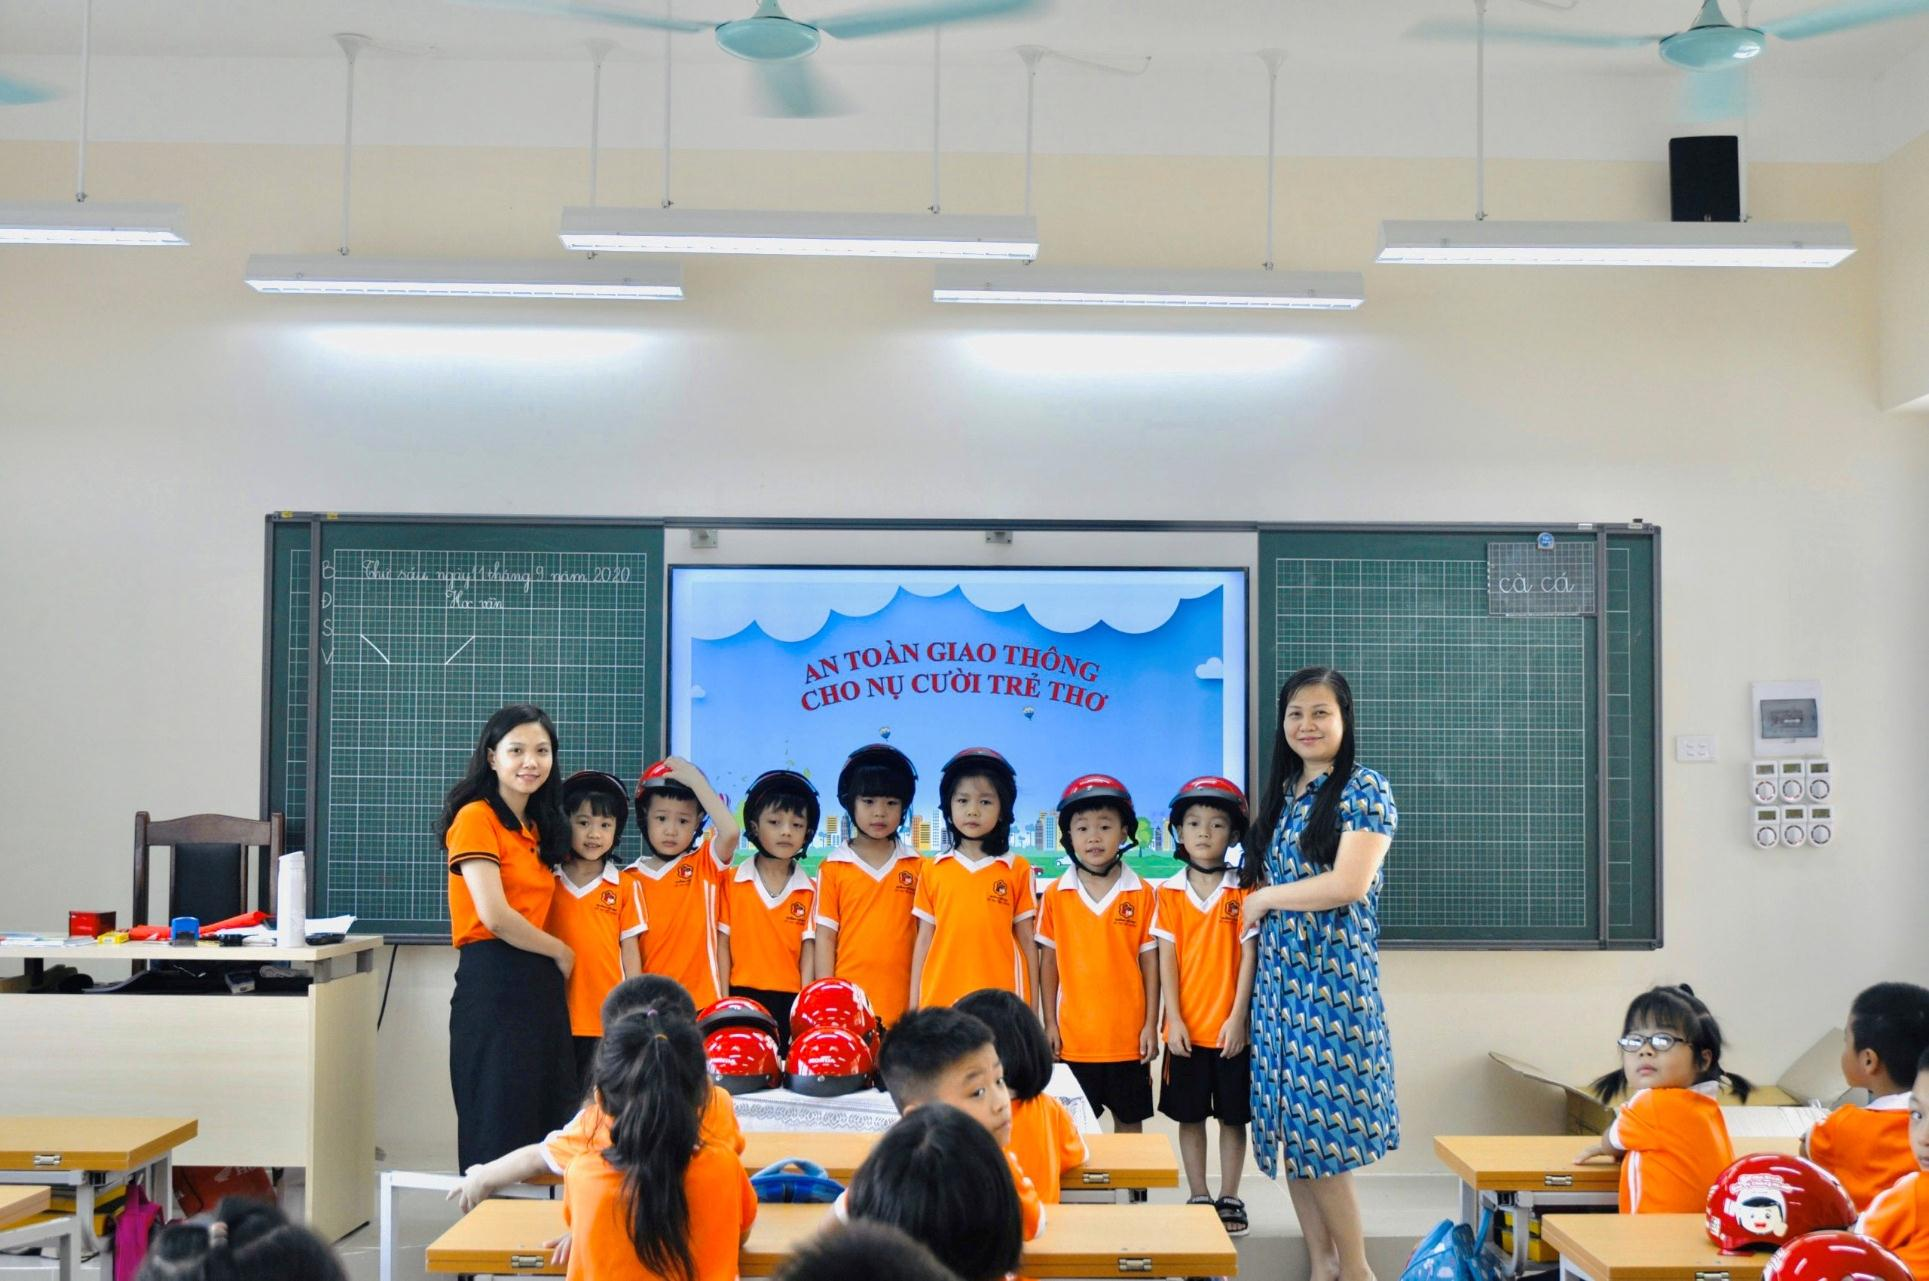 B Thứ sáu ngày 11 tháng 9 năm 2020
Đ Học vần
S
V
AN TOÀN GIAO THÔNG
CHO NỤ CƯỜI TRẺ THƠ
cà cá
HONDA